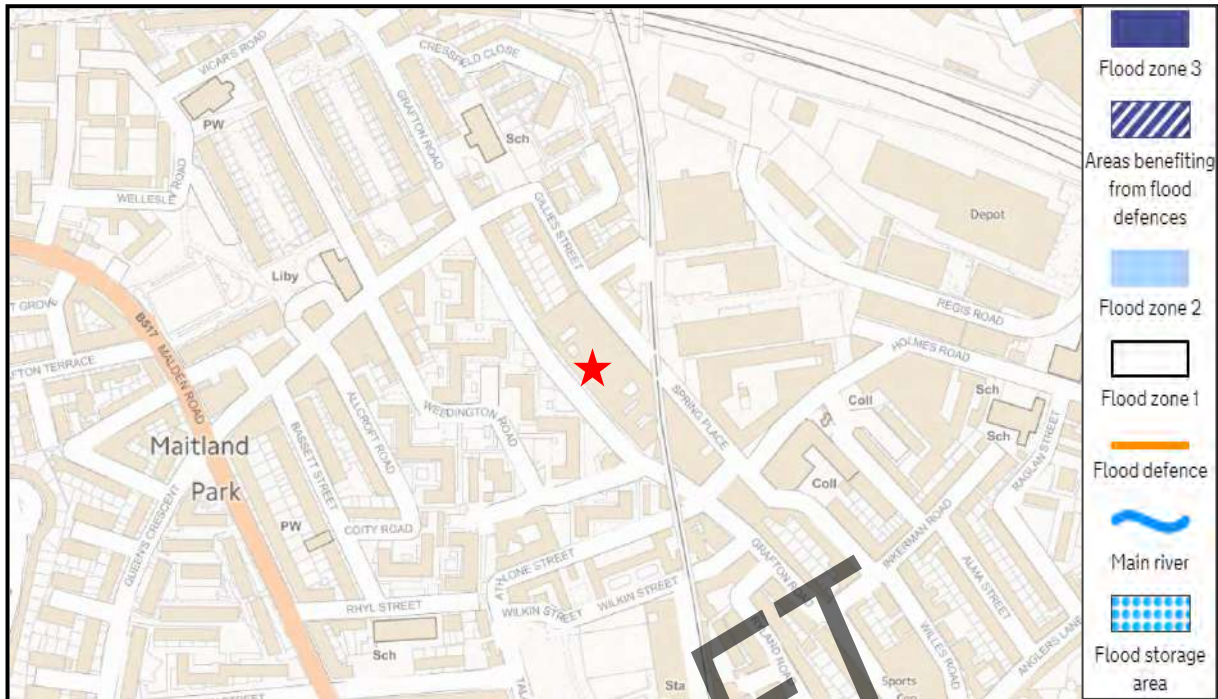 VICAR'S ROAD
CRESSFIELD CLOSE
PW
GRAFTON ROAD
Sch
WELLESLEY ROAD
GILLIES STREET
Depot
Liby
REGIS ROAD
HOLMES ROAD
B517 MALDEN ROAD
Sch
Coll
SPRING PLACE
Sch
WEDDINGTON ROAD
ALLCROFT ROAD
BASSETT STREET
RAGLAN STREET
Maitland
Park
Coll
QUEEN'S CRESCENT
PW
COITY ROAD
INKERMAN ROAD
ATHLONE STREET
GRAFTON ROAD
ALMA STREET
RHYL STREET
WILKIN STREET
WILKIN STREET
WILLES ROAD
ANGLERS LANE
Sch
Sta
Sports
Flood zone 3
Areas benefiting
from flood
defences
Flood zone 2
Flood zone 1
Flood defence
Main river
Flood storage
area